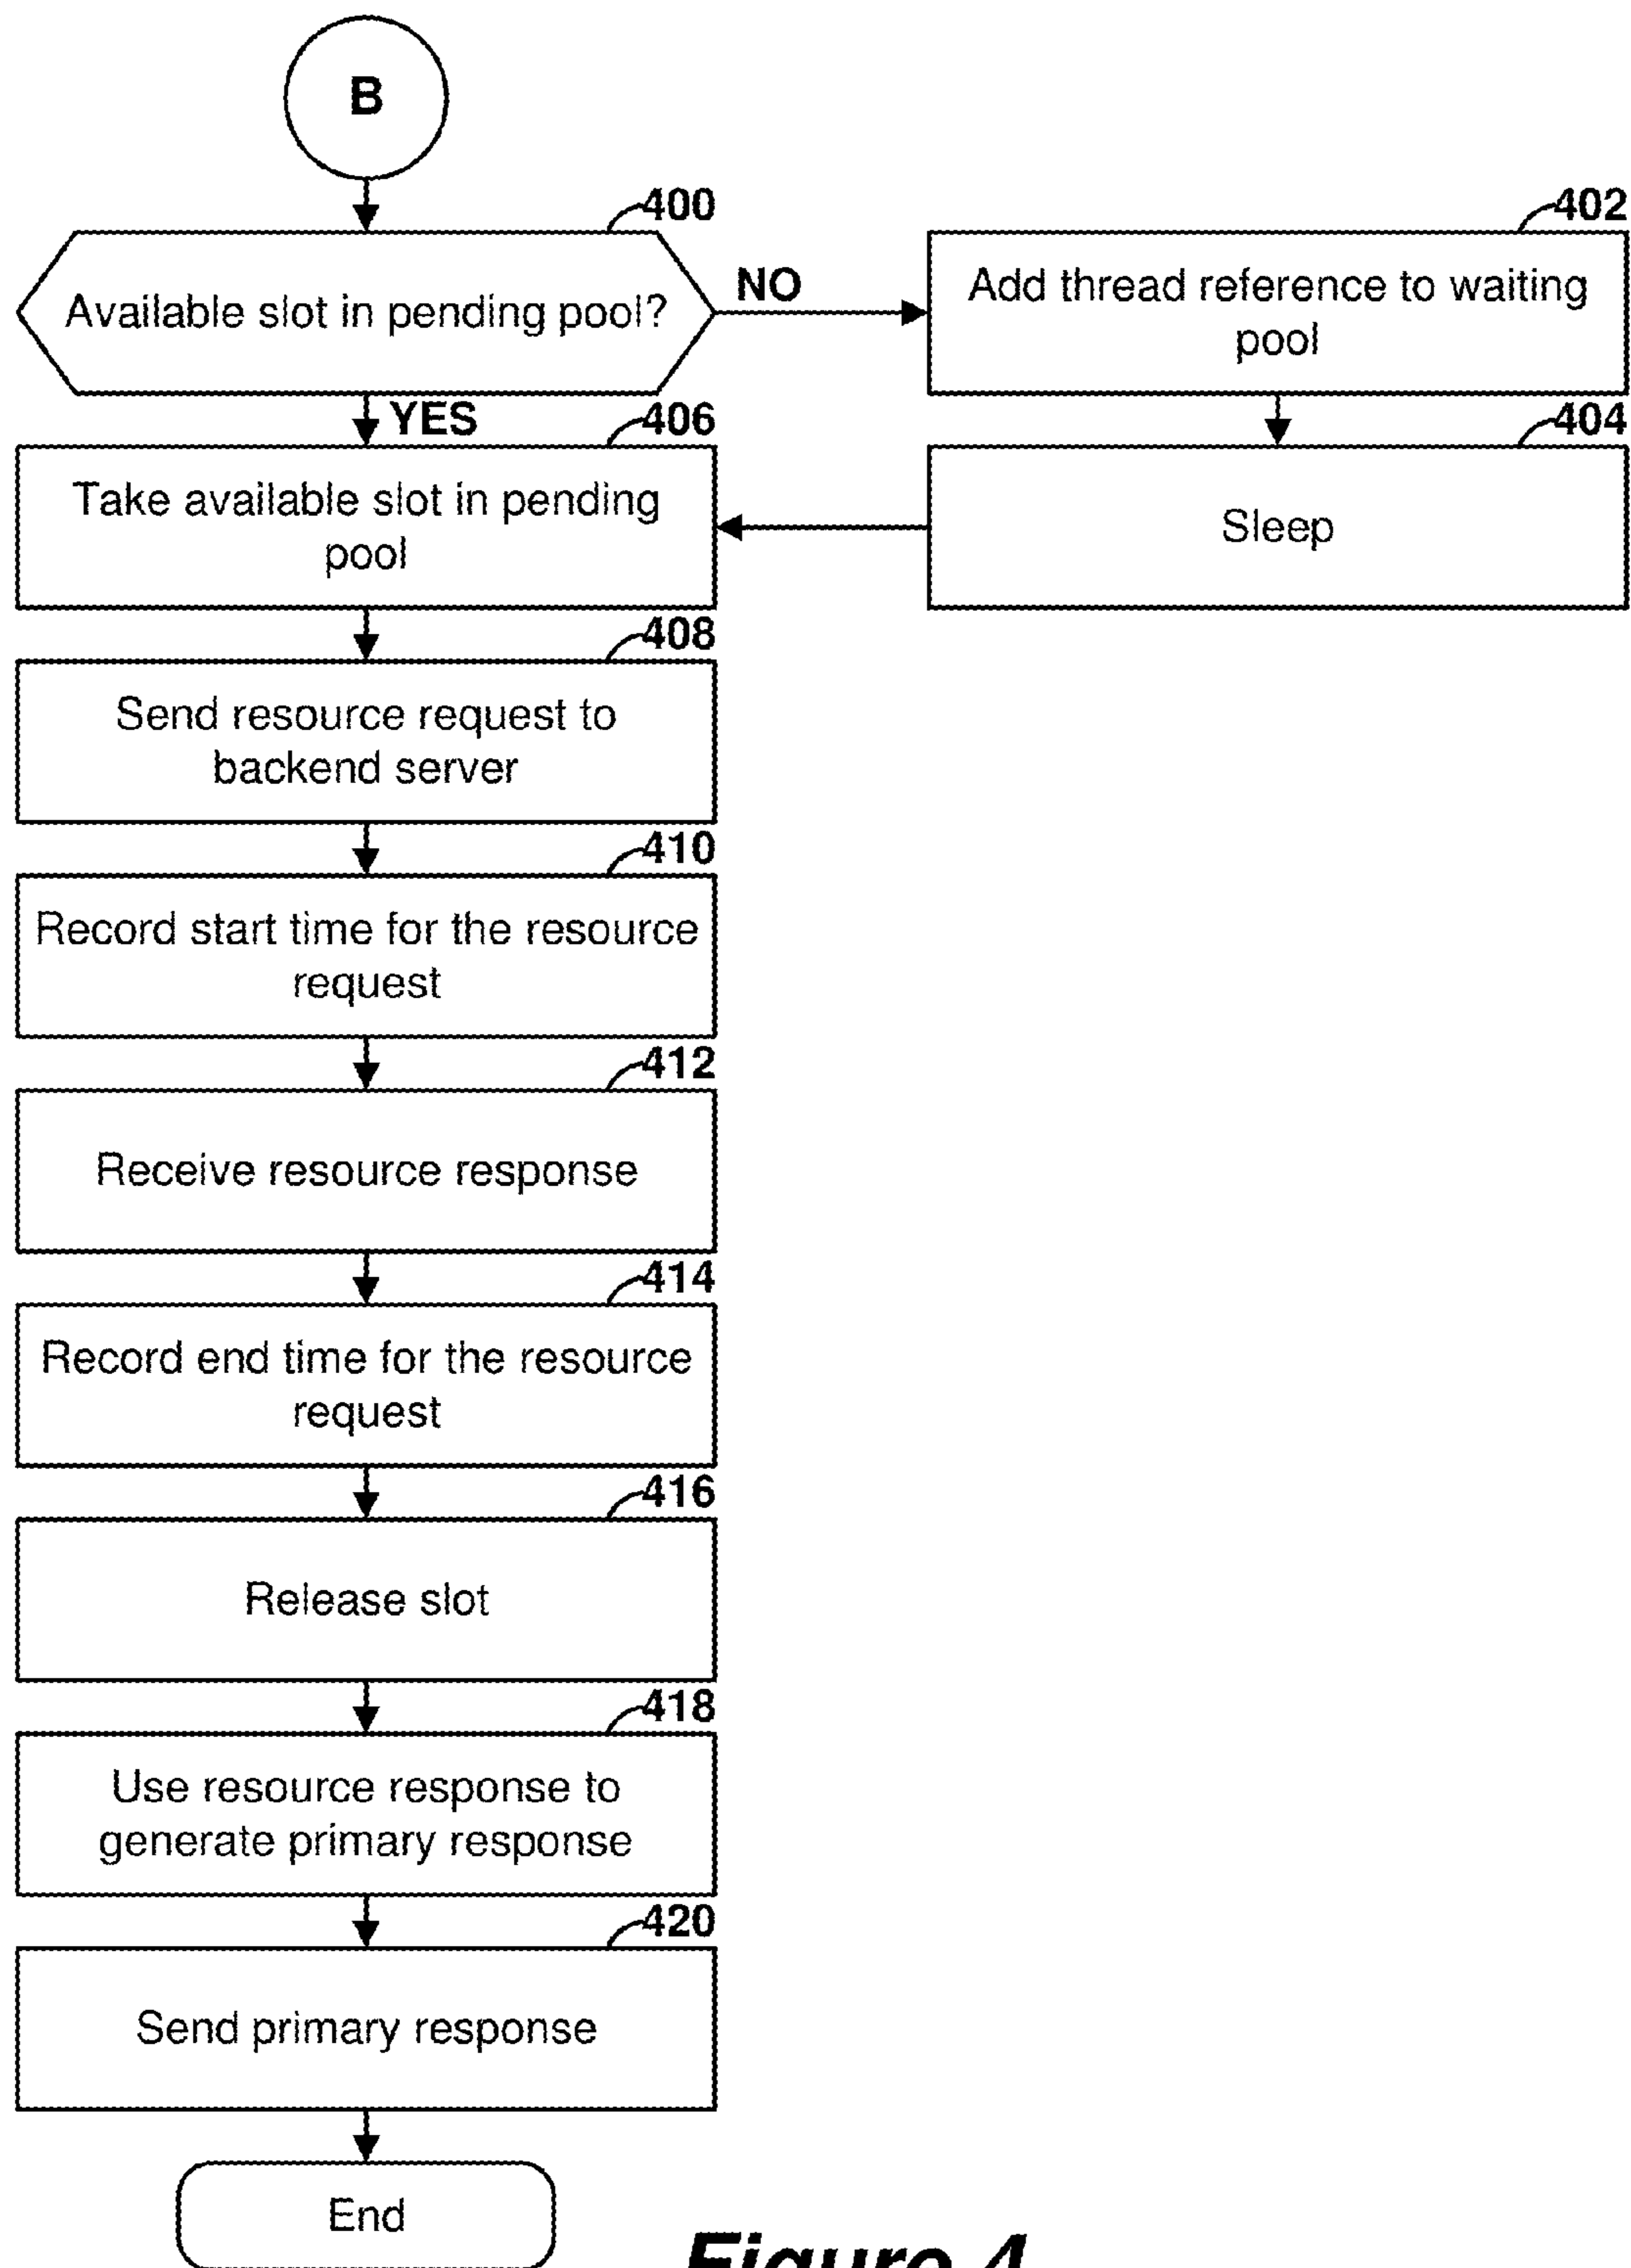 B
400
Available slot in pending pool?
NO
402
Add thread reference to waiting
pool
YES
406
Take available slot in pending
pool
404
Sleep
408
Send resource request to
backend server
410
Record start time for the resource
request
412
Receive resource response
414
Record end time for the resource
request
416
Release slot
418
Use resource response to
generate primary response
420
Send primary response
End
Figure 4